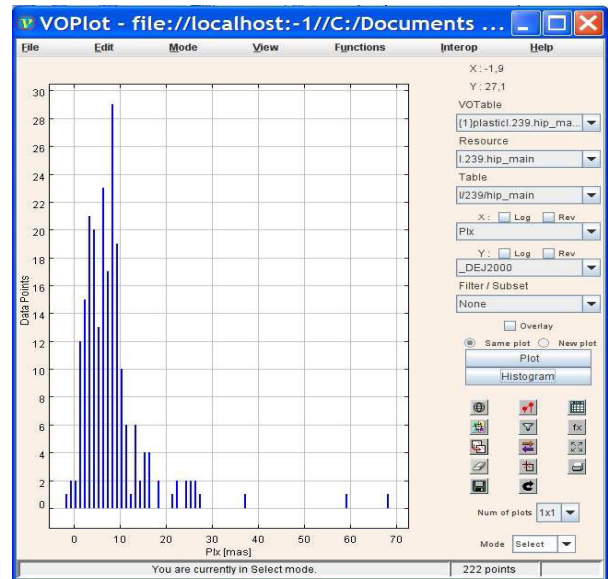 VOPlot - file://localhost:-1//C:/Documents ...
File Edit Mode View Functions Interop Help
X:-1,9
Y: 27,1
VOTable
{1}plasticI.239.hip_ma...
Resource
I.239.hip_main
Table
I/239/hip_main
X: Log Rev
Plx
Y: Log Rev
_DEJ2000
Filter / Subset
None
Overlay
Same plot New plot
Plot
Histogram
fx
Num of plots 1x1
Mode Select
30
28
26
24
22
20
18
16
14
12
10
8
6
4
2
0
Data Points
0 10 20 30 40 50 60 70
Plx [mas]
You are currently in Select mode. 222 points